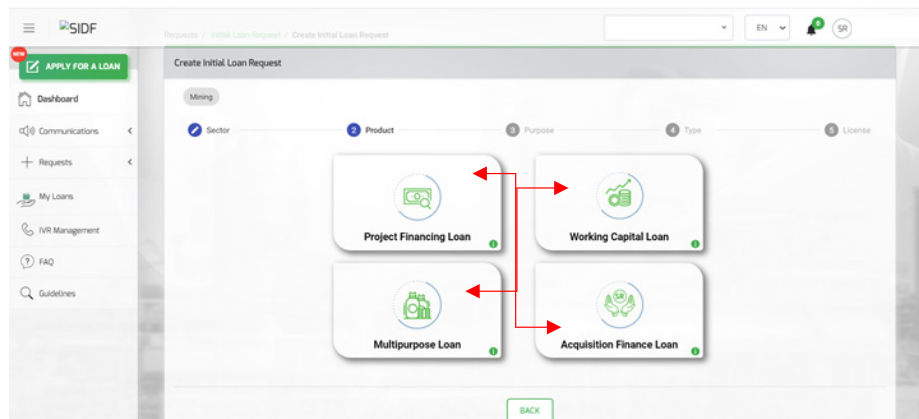 SIDF
EN
0
SR
Requests / Initial Loan Request / Create Initial Loan Request
NEW
APPLY FOR A LOAN
Create Initial Loan Request
Dashboard
Mining
Communications
Sector
2 Product
3 Purpose
4 Type
5 License
Requests
My Loans
Project Financing Loan
Working Capital Loan
IVR Management
FAQ
Guidelines
SR
Multipurpose Loan
Acquisition Finance Loan
BACK